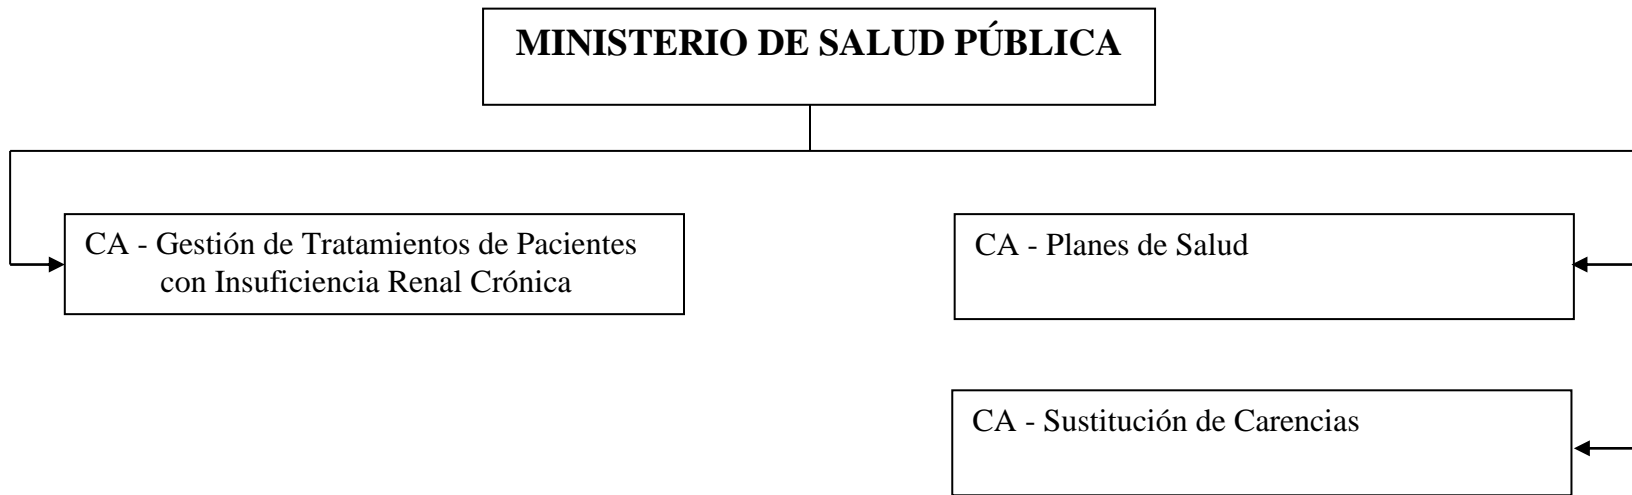 MINISTERIO DE SALUD PÚBLICA
CA - Gestión de Tratamientos de Pacientes
con Insuficiencia Renal Crónica
CA - Planes de Salud
CA - Sustitución de Carencias